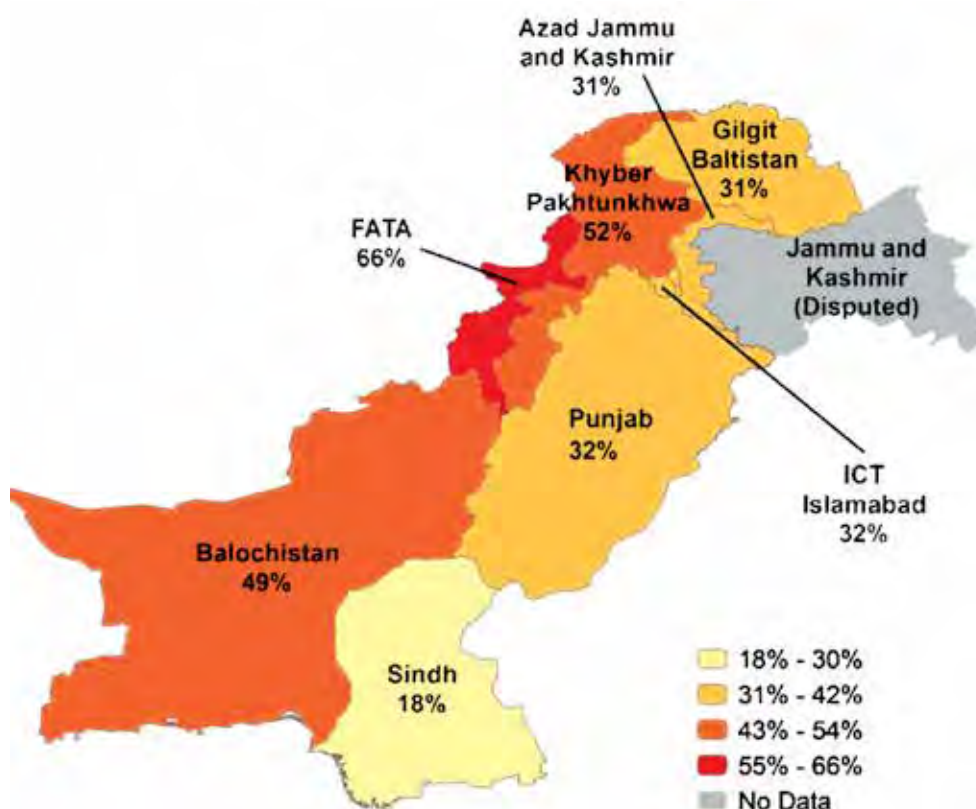 Azad Jammu
and Kashmir
31%
Gilgit
Baltistan
31%
Khyber
Pakhtunkhwa
52%
FATA
66%
Jammu and
Kashmir
(Disputed)
Punjab
32%
ICT
Islamabad
32%
Balochistan
49%
Sindh
18%
18% - 30%
31% - 42%
43% - 54%
55% - 66%
No Data